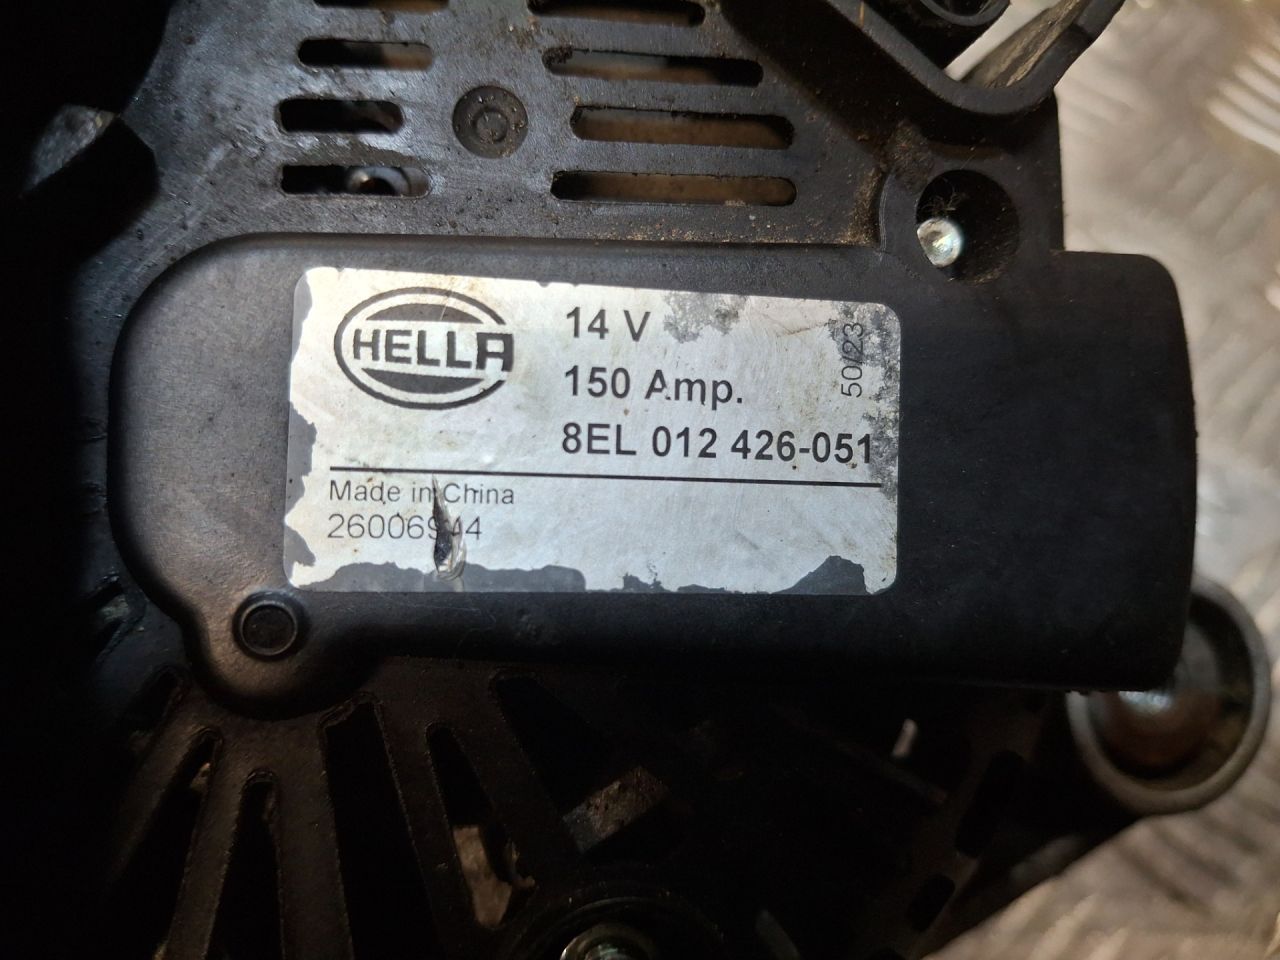 HELLA
14 V
150 Amp.
8EL 012 426-051
50/23
Made in China